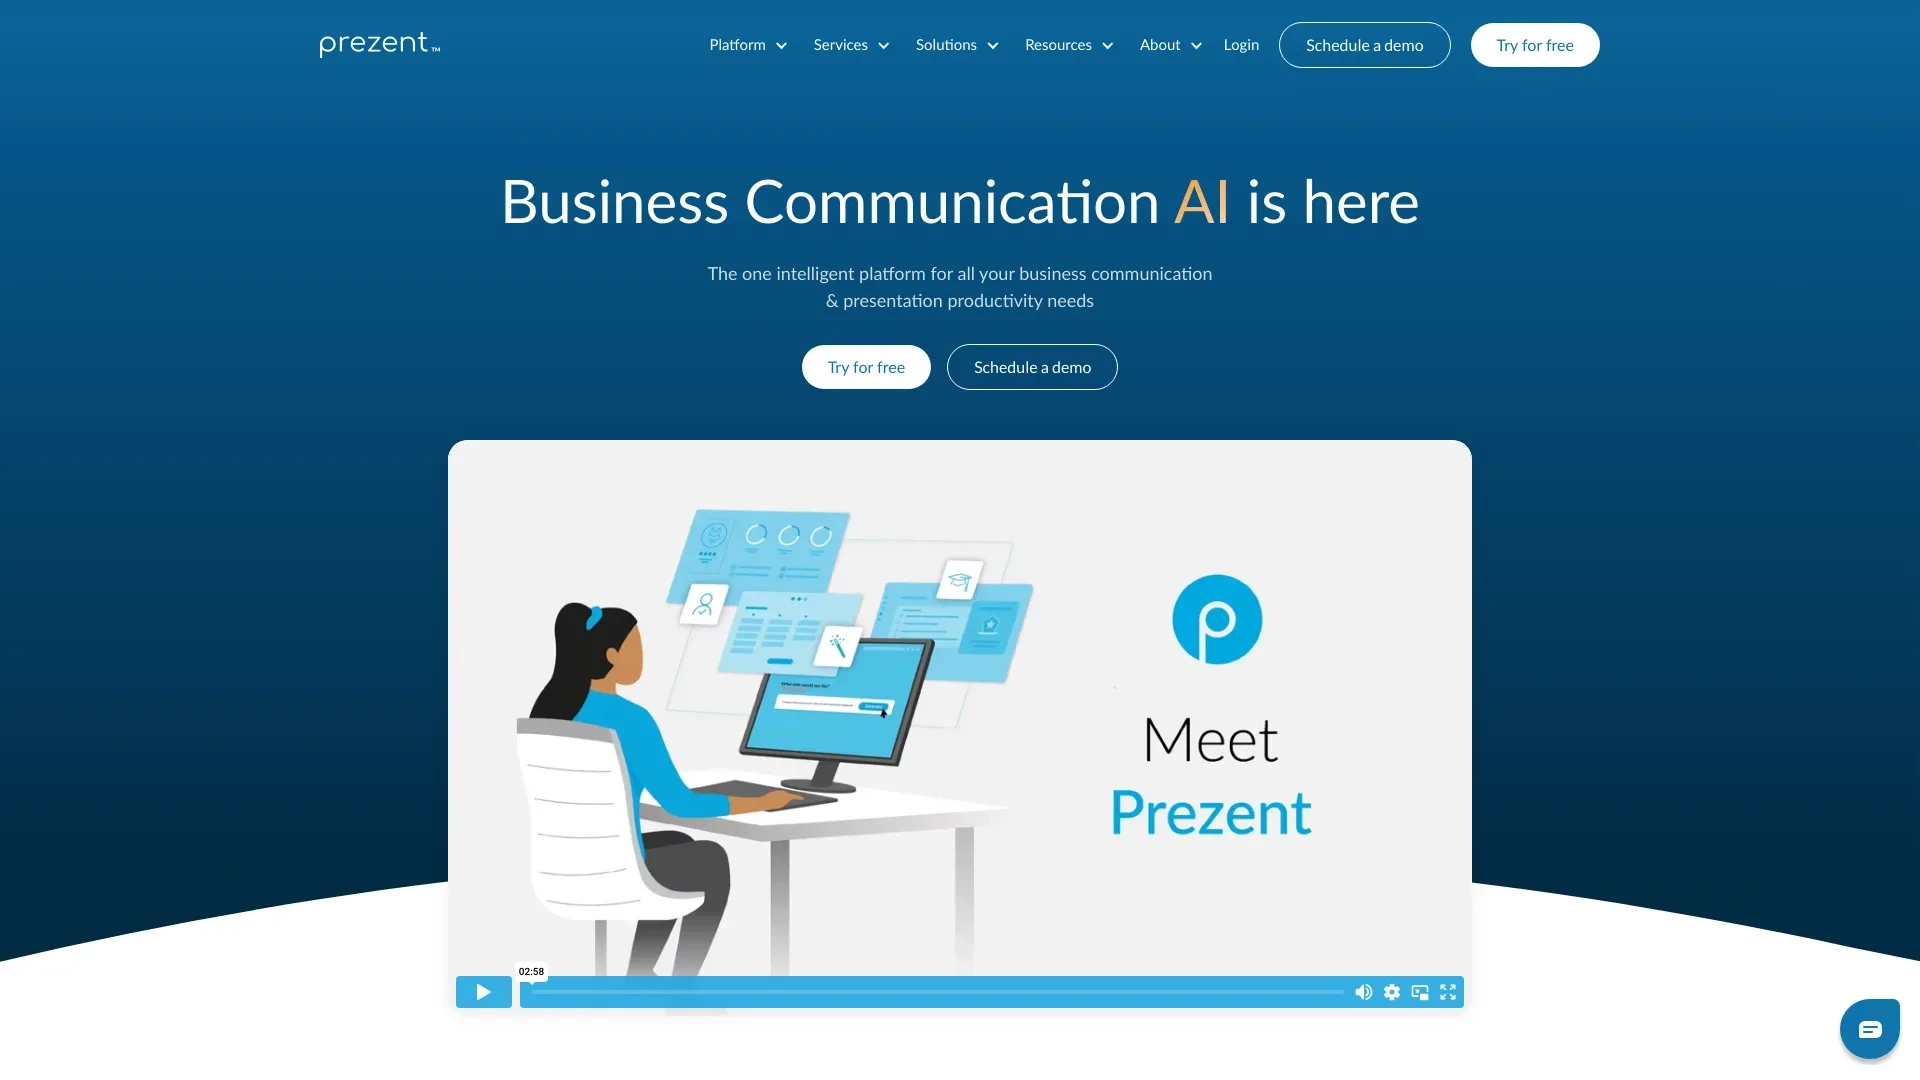 prezent™
Platform
Services
Solutions
Resources
About
Login
Schedule a demo
Try for free
Business Communication AI is here
The one intelligent platform for all your business communication
& presentation productivity needs
Try for free
Schedule a demo
Meet
Prezent
02:58